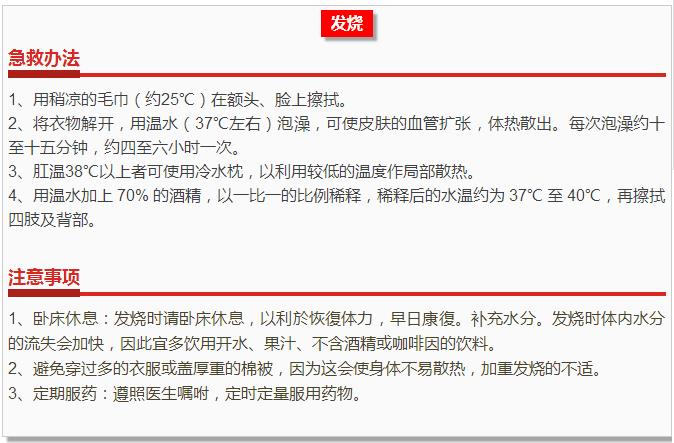 发烧
急救办法
1、用稍凉的毛巾（约25℃）在额头、脸上擦拭。
2、将衣物解开，用温水（37℃左右）泡澡，可使皮肤的血管扩张，体热散出。每次泡澡约十
至十五分钟，约四至六小时一次。
3、肛温38℃以上者可使用冷水枕，以利用较低的温度作局部散热。
4、用温水加上 70% 的酒精，以一比一的比例稀释，稀释后的水温约为 37℃ 至 40℃，再擦拭
四肢及背部。
注意事项
1、卧床休息：发烧时请卧床休息，以利於恢復体力，早日康復。补充水分。发烧时体内水分
的流失会加快，因此宜多饮用开水、果汁、不含酒精或咖啡因的饮料。
2、避免穿过多的衣服或盖厚重的棉被，因为这会使身体不易散热，加重发烧的不适。
3、定期服药：遵照医生嘱咐，定时定量服用药物。